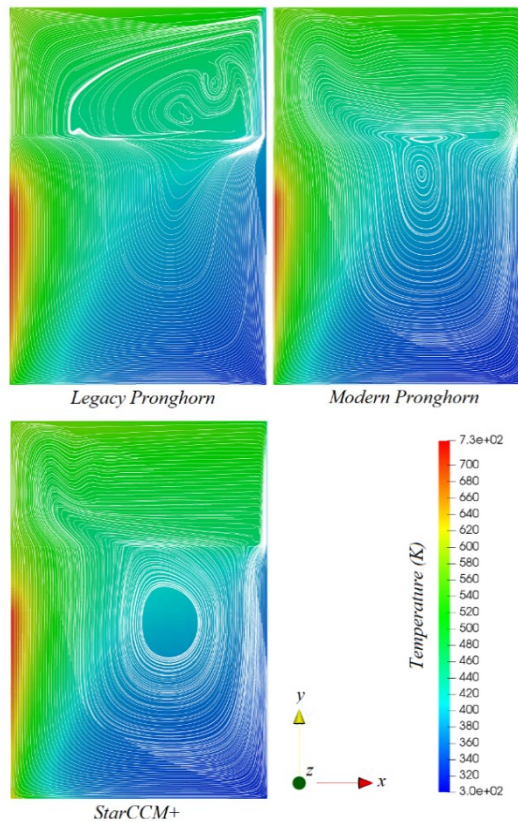 Legacy Pronghorn
Modern Pronghorn
7.3e+02
700
680
660
640
620
600
580
560
540
520
500
480
460
440
420
400
380
360
340
320
3.0e+02
Temperature (K)
y
z
x
StarCCM+